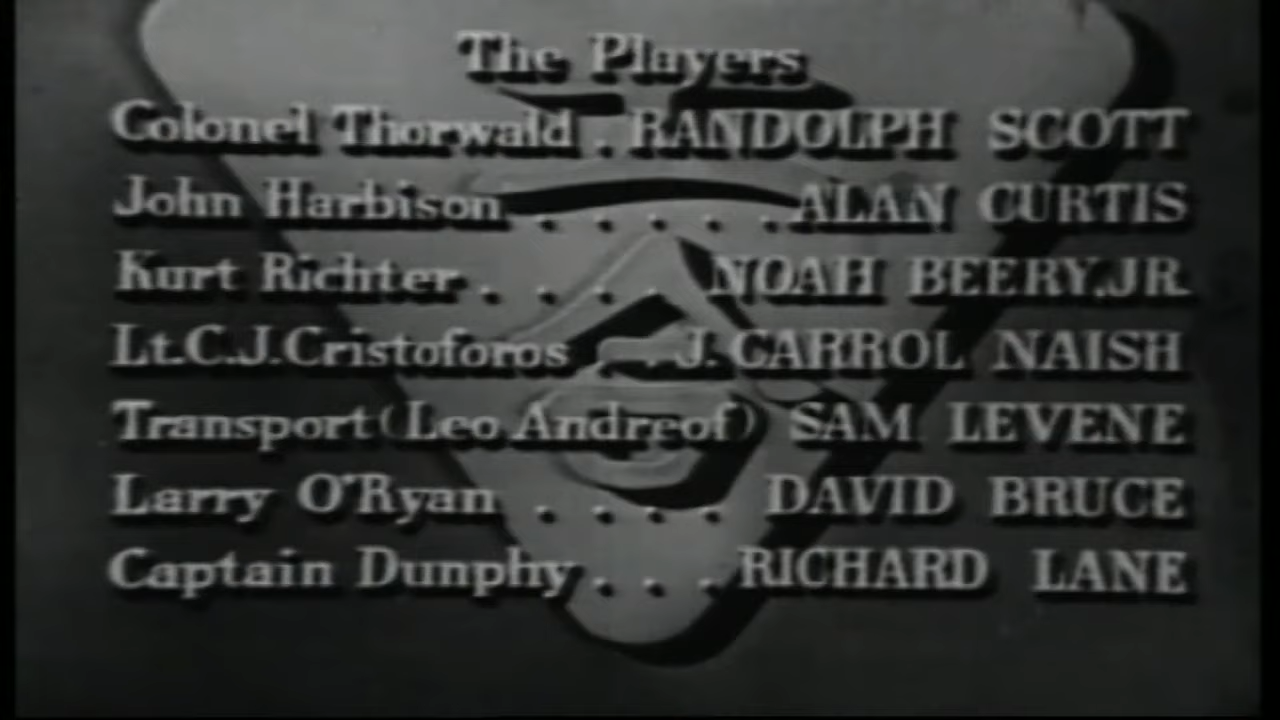 The Players
Colonel Thorwald . RANDOLPH SCOTT
John Harbison . . . . . ALAN CURTIS
Kurt Richter . . . . NOAH BEERY, JR.
Lt. C. J. Cristoforos . . J. CARROL NAISH
Transport (Leo Andreof) SAM LEVENE
Larry O'Ryan . . . . DAVID BRUCE
Captain Dunphy . . . RICHARD LANE